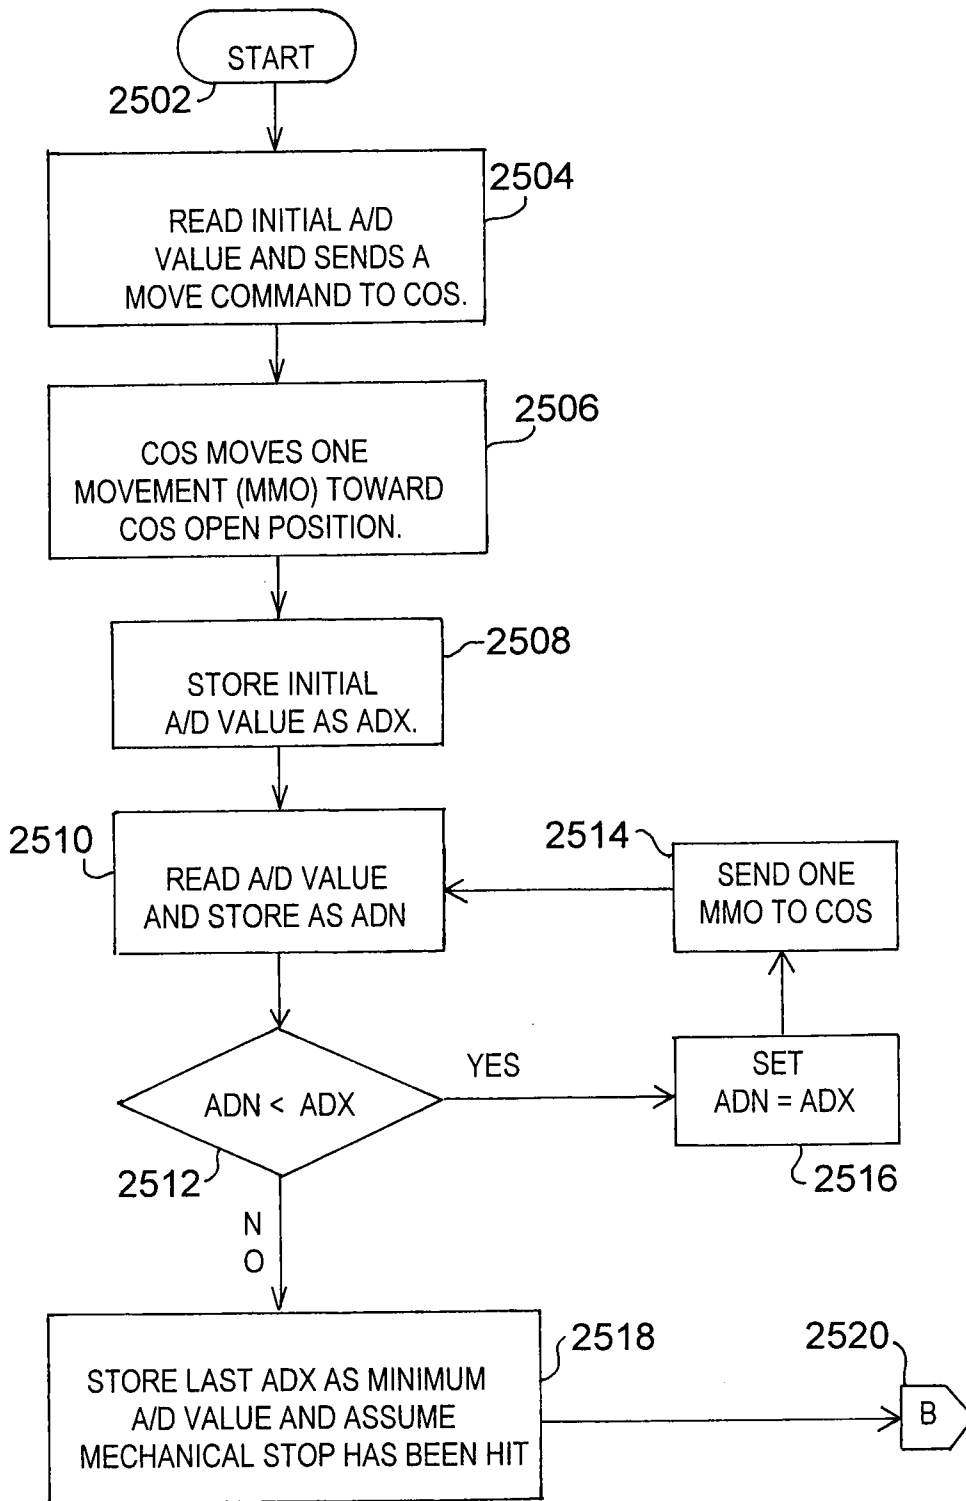 START
2502
2504
READ INITIAL A/D
VALUE AND SENDS A
MOVE COMMAND TO COS.
2506
COS MOVES ONE
MOVEMENT (MMO) TOWARD
COS OPEN POSITION.
2508
STORE INITIAL
A/D VALUE AS ADX.
2510
READ A/D VALUE
AND STORE AS ADN
2514
SEND ONE
MMO TO COS
ADN < ADX
2512
YES
SET
ADN = ADX
2516
N
O
2518
STORE LAST ADX AS MINIMUM
A/D VALUE AND ASSUME
MECHANICAL STOP HAS BEEN HIT
2520
B